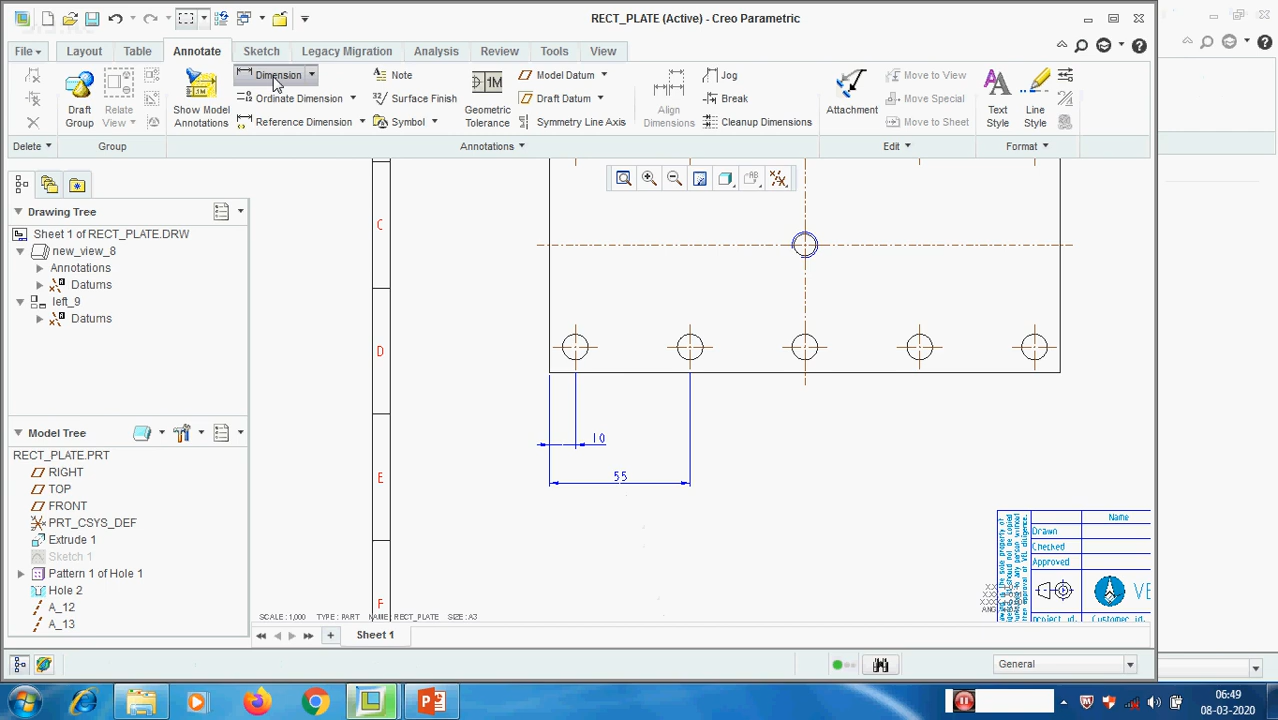 RECT_PLATE (Active) - Creo Parametric
File Layout Table Annotate Sketch Legacy Migration Analysis Review Tools View
Draft Group
Relate View
Show Model Annotations
Dimension
Ordinate Dimension
Reference Dimension
Note
Surface Finish
Symbol
Geometric Tolerance
Model Datum
Draft Datum
Symmetry Line Axis
Align Dimensions
Jog
Break
Cleanup Dimensions
Attachment
Move to View
Move Special
Move to Sheet
Text Style
Line Style
Delete Group Annotations Edit Format
Drawing Tree
Sheet 1 of RECT_PLATE.DRW
new_view_8
Annotations
Datums
left_9
Datums
Model Tree
RECT_PLATE.PRT
RIGHT
TOP
FRONT
PRT_CSYS_DEF
Extrude 1
Sketch 1
Pattern 1 of Hole 1
Hole 2
A_12
A_13
C
D
E
F
10
55
Name
Drawn
Checked
Approved
VE
project id. Customer id.
SCALE : 1,000 TYPE : PART NAME : RECT_PLATE SIZE : A3
Sheet 1
General
06:49
08-03-2020